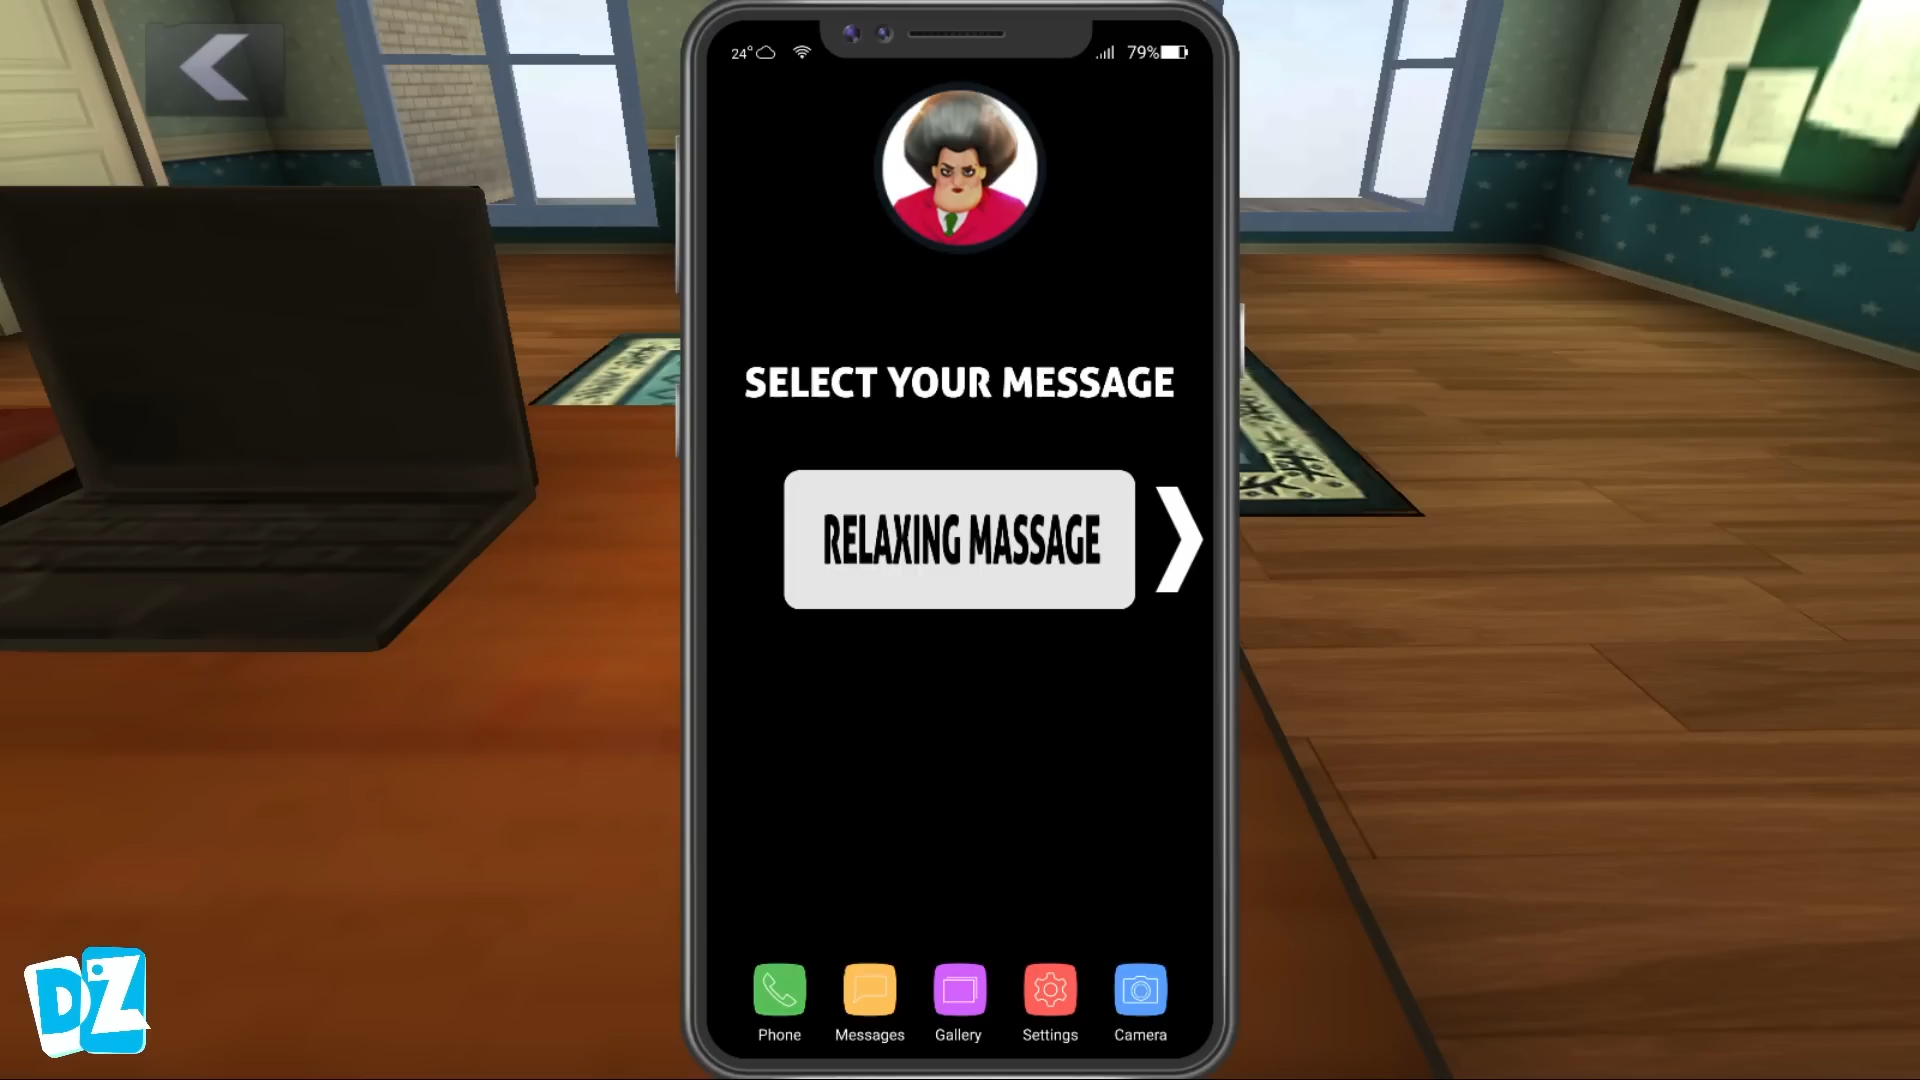 24°
79%
SELECT YOUR MESSAGE
RELAXING MASSAGE
Phone
Messages
Gallery
Settings
Camera
DZ